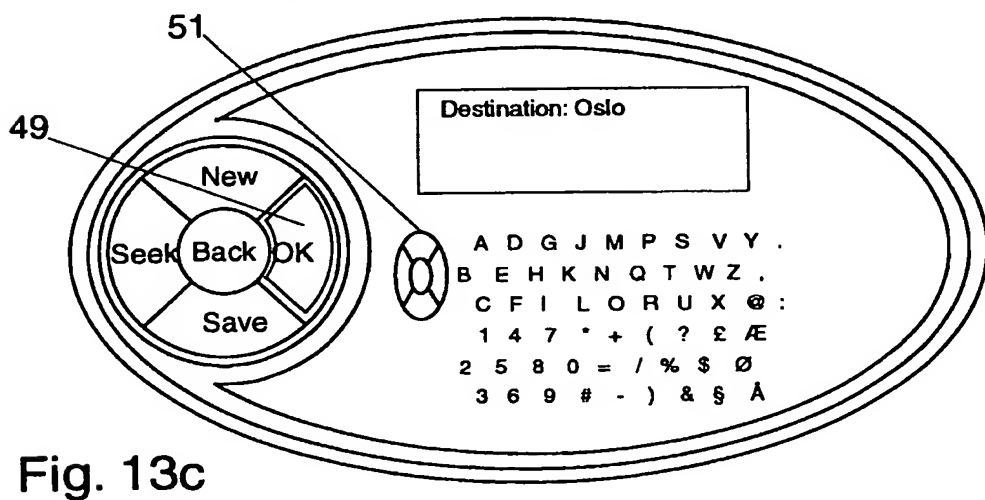 51
49
Destination: Oslo
New
Seek Back OK
Save
A D G J M P S V Y .
B E H K N Q T W Z ,
C F I L O R U X @ :
1 4 7 * + ( ? £ Æ
2 5 8 0 = / % $ Ø
3 6 9 # - ) & § Å
Fig. 13c